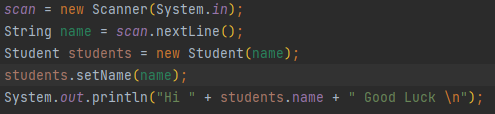 scan = new Scanner(System.in);
String name = scan.nextLine();
Student students = new Student(name);
students.setName(name);
System.out.println("Hi " + students.name + " Good Luck \n");